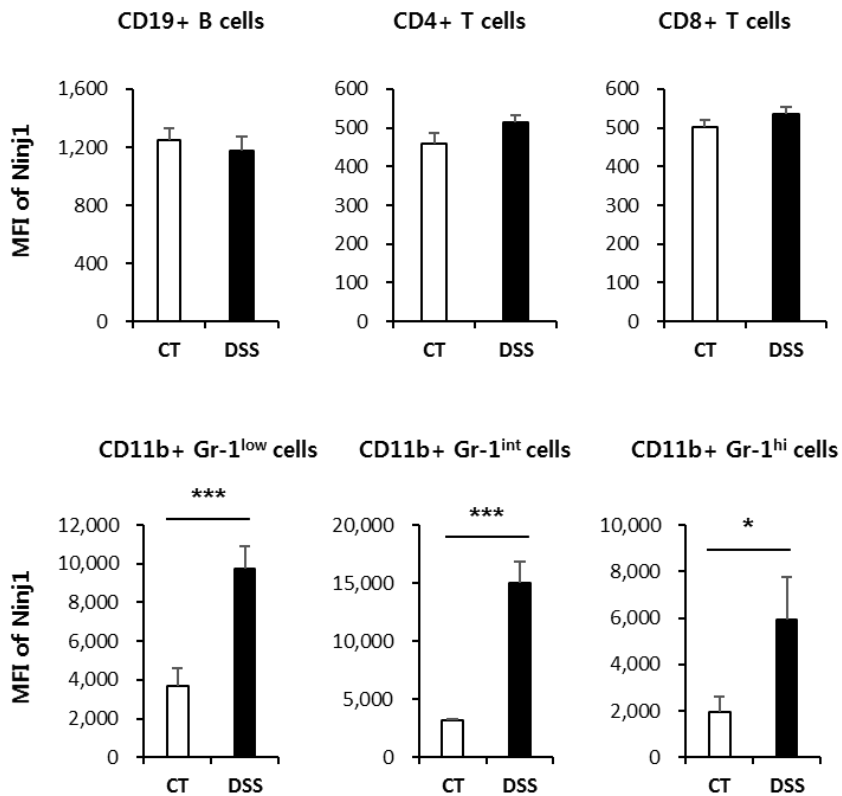 CD19+ B cells
CD4+ T cells
CD8+ T cells
MFI of Ninj1
1,600
1,200
800
400
0
CT
DSS
600
500
400
300
200
100
0
CT
DSS
600
500
400
300
200
100
0
CT
DSS
CD11b+ Gr-1low cells
CD11b+ Gr-1int cells
CD11b+ Gr-1hi cells
MFI of Ninj1
***
12,000
10,000
8,000
6,000
4,000
2,000
0
CT
DSS
***
20,000
15,000
10,000
5,000
0
CT
DSS
*
10,000
8,000
6,000
4,000
2,000
0
CT
DSS